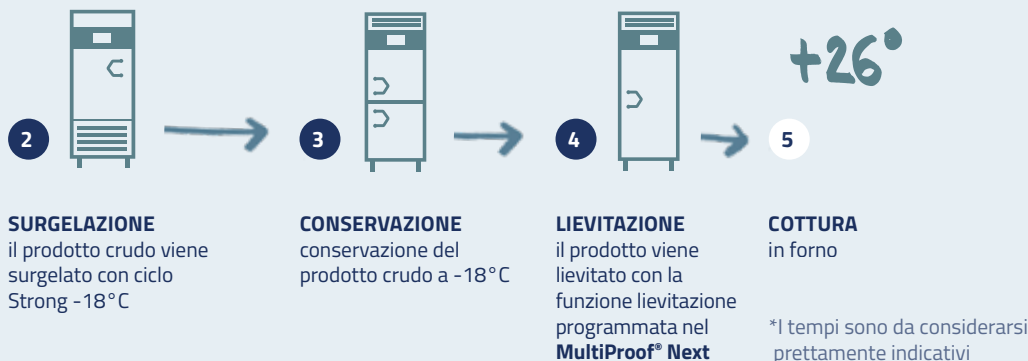 +26°
2
3
4
5
SURGELAZIONE
il prodotto crudo viene
surgelato con ciclo
Strong -18°C
CONSERVAZIONE
conservazione del
prodotto crudo a -18°C
LIEVITAZIONE
il prodotto viene
lievitato con la
funzione lievitazione
programmata nel
MultiProof® Next
COTTURA
in forno
*I tempi sono da considerarsi
prettamente indicativi